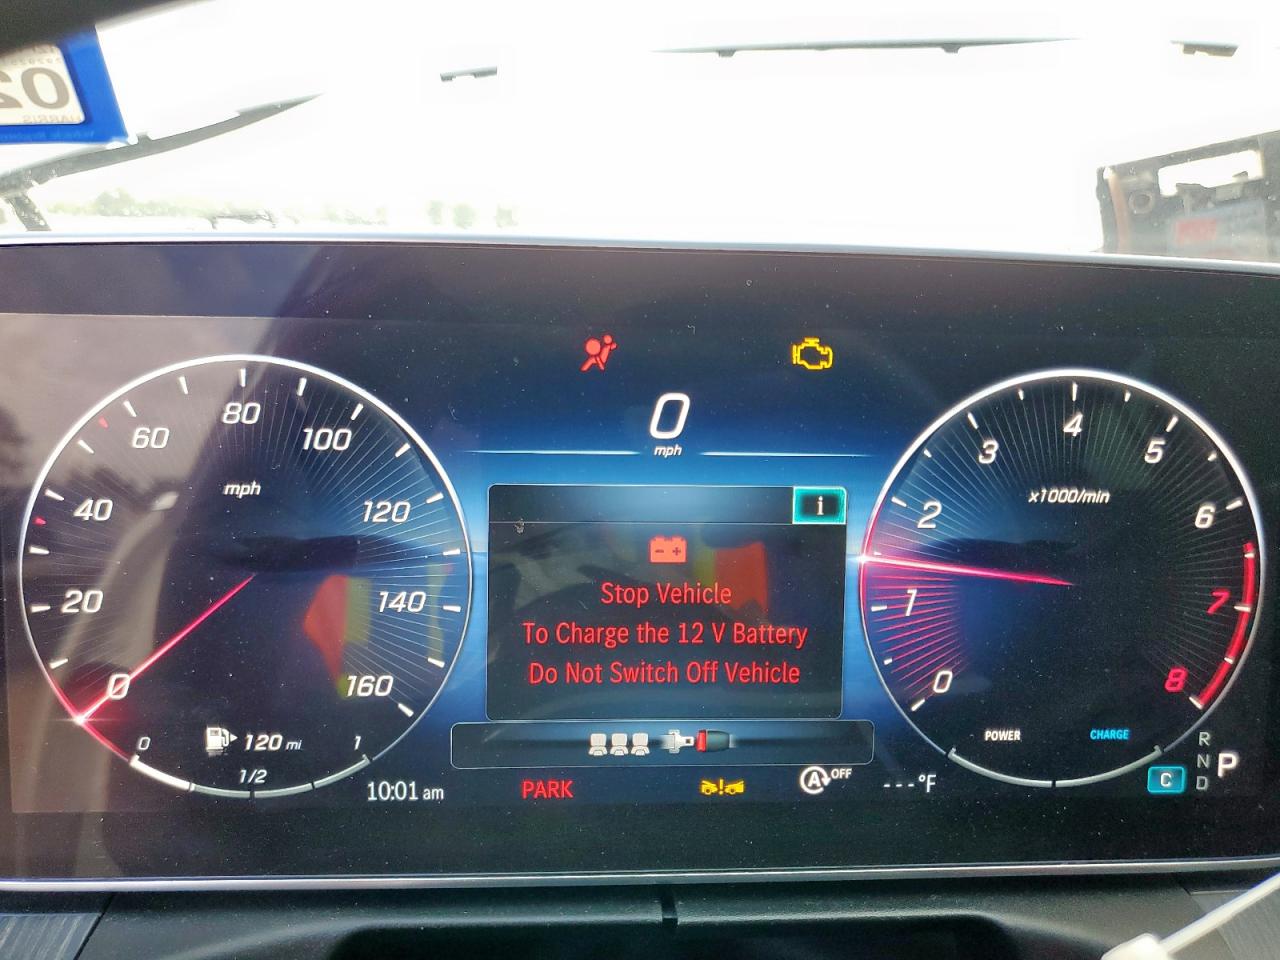 02
HARRIS
0
mph
0
20
40
60
80
100
120
140
160
mph
120 mi
0
1/2
1
10:01 am
i
Stop Vehicle
To Charge the 12 V Battery
Do Not Switch Off Vehicle
PARK
A OFF
---°F
0
1
2
3
4
5
6
7
8
x1000/min
POWER
CHARGE
C
R
N
D
P